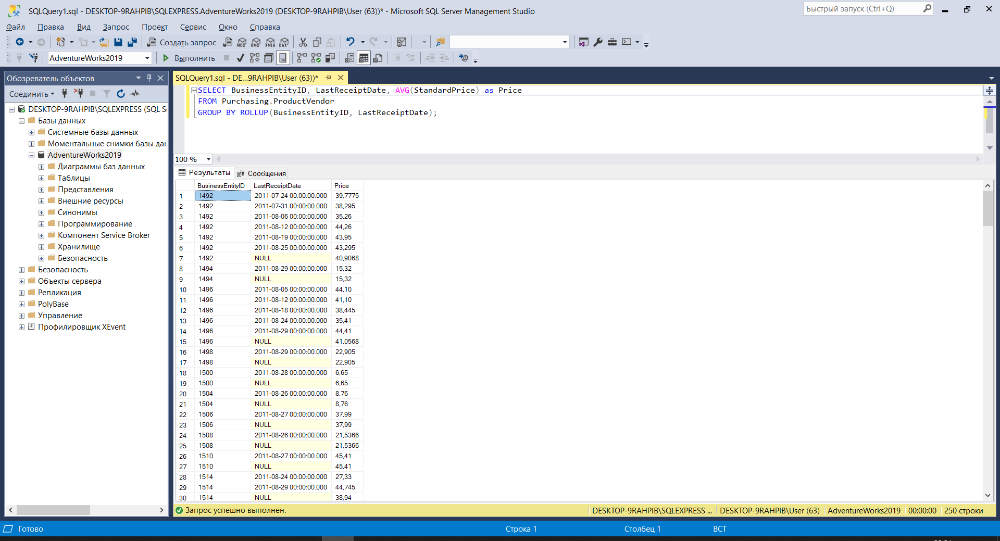 SQLQuery1.sql - DESKTOP-9RAHPIB\SQLEXPRESS.AdventureWorks2019 (DESKTOP-9RAHPIB\User (63))* - Microsoft SQL Server Management Studio
Быстрый запуск (Ctrl+Q)
Файл Правка Вид Запрос Проект Сервис Окно Справка
Создать запрос MDX DMX XMLA DAX
AdventureWorks2019 Выполнить
Обозреватель объектов
Соединить
DESKTOP-9RAHPIB\SQLEXPRESS (SQL S
Базы данных
Системные базы данных
Моментальные снимки базы дан
AdventureWorks2019
Диаграммы баз данных
Таблицы
Представления
Внешние ресурсы
Синонимы
Программирование
Компонент Service Broker
Хранилище
Безопасность
Безопасность
Объекты сервера
Репликация
PolyBase
Управление
Профилировщик XEvent
SQLQuery1.sql - DE...9RAHPIB\User (63))*
SELECT BusinessEntityID, LastReceiptDate, AVG(StandardPrice) as Price
FROM Purchasing.ProductVendor
GROUP BY ROLLUP(BusinessEntityID, LastReceiptDate);
100 %
Результаты Сообщения
BusinessEntityID LastReceiptDate Price
1 1492 2011-07-24 00:00:00.000 39,7775
2 1492 2011-07-31 00:00:00.000 38,295
3 1492 2011-08-06 00:00:00.000 35,26
4 1492 2011-08-12 00:00:00.000 44,26
5 1492 2011-08-19 00:00:00.000 43,95
6 1492 2011-08-25 00:00:00.000 43,295
7 1492 NULL 40,9068
8 1494 2011-08-29 00:00:00.000 15,32
9 1494 NULL 15,32
10 1496 2011-08-05 00:00:00.000 44,10
11 1496 2011-08-12 00:00:00.000 41,10
12 1496 2011-08-18 00:00:00.000 38,445
13 1496 2011-08-24 00:00:00.000 35,41
14 1496 2011-08-29 00:00:00.000 44,41
15 1496 NULL 41,0568
16 1498 2011-08-29 00:00:00.000 22,905
17 1498 NULL 22,905
18 1500 2011-08-28 00:00:00.000 6,65
19 1500 NULL 6,65
20 1504 2011-08-26 00:00:00.000 8,76
21 1504 NULL 8,76
22 1506 2011-08-27 00:00:00.000 37,99
23 1506 NULL 37,99
24 1508 2011-08-26 00:00:00.000 21,5366
25 1508 NULL 21,5366
26 1510 2011-08-27 00:00:00.000 45,41
27 1510 NULL 45,41
28 1514 2011-08-24 00:00:00.000 27,33
29 1514 2011-08-29 00:00:00.000 44,745
30 1514 NULL 38,94
Запрос успешно выполнен. DESKTOP-9RAHPIB\SQLEXPRESS ... DESKTOP-9RAHPIB\User (63) AdventureWorks2019 00:00:00 250 строки
Готово Строка 1 Столбец 1 ВСТ